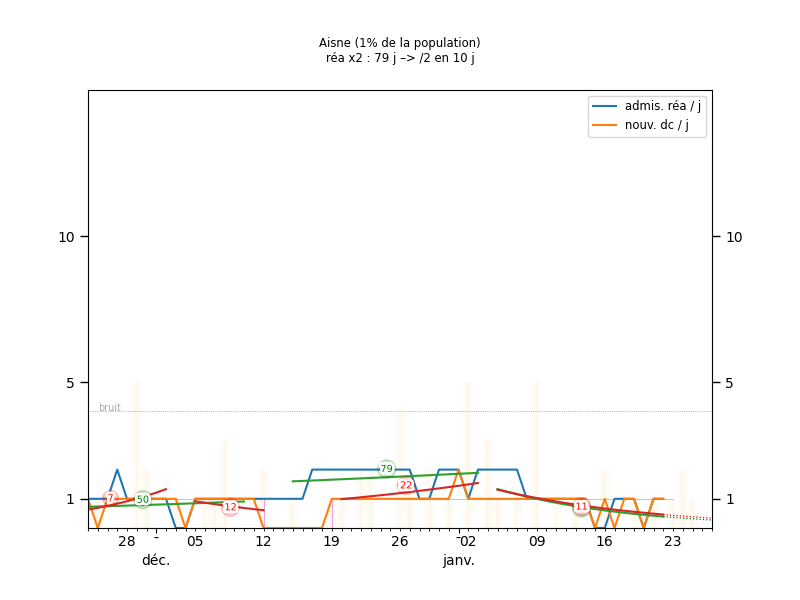 Aisne (1% de la population)
réa x2 : 79 j –> /2 en 10 j
admis. réa / j
nouv. dc / j
10 10
5 5
bruit
79
22
7 50 12 11
1 1
28 - 05 12 19 26 -02 09 16 23
déc. janv.